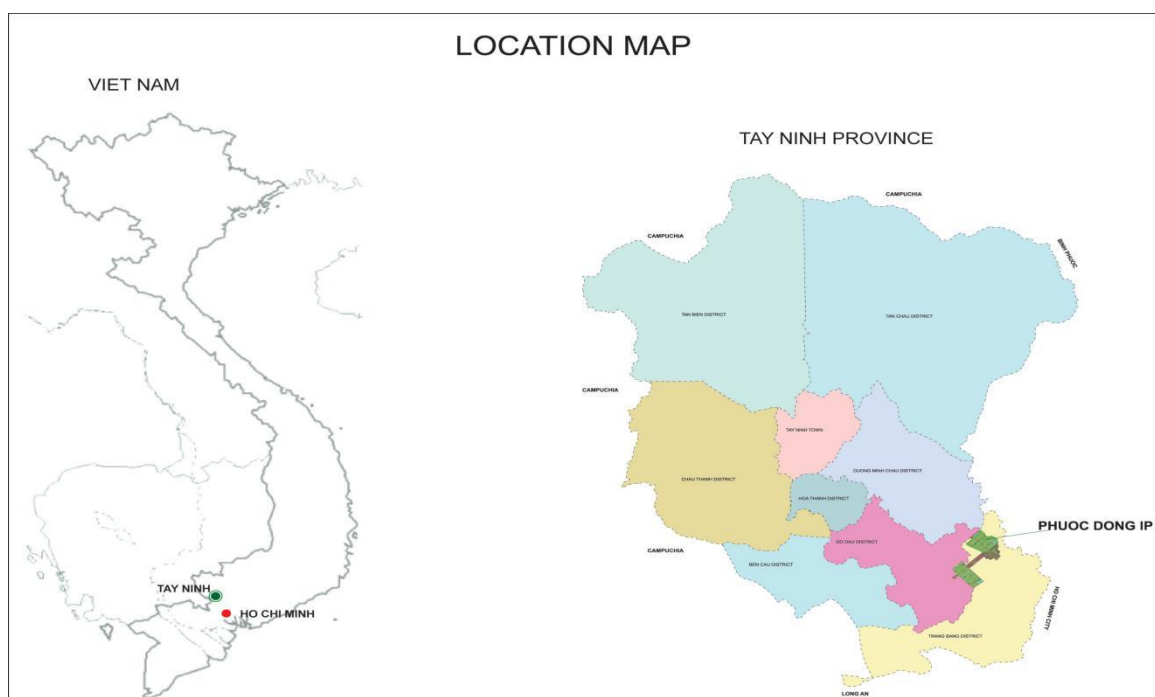 LOCATION MAP
VIET NAM
TAY NINH
HO CHI MINH
TAY NINH PROVINCE
CAMPUCHIA
CAMPUCHIA
BINH PHUOC
TAN BIEN DISTRICT
TAN CHAU DISTRICT
CAMPUCHIA
TAY NINH TOWN
DUONG MINH CHAU DISTRICT
CHAU THANH DISTRICT
HOA THANH DISTRICT
PHUOC DONG IP
GO DAU DISTRICT
CAMPUCHIA
BEN CAU DISTRICT
HO CHI MINH CITY
TRANG BANG DISTRICT
LONG AN